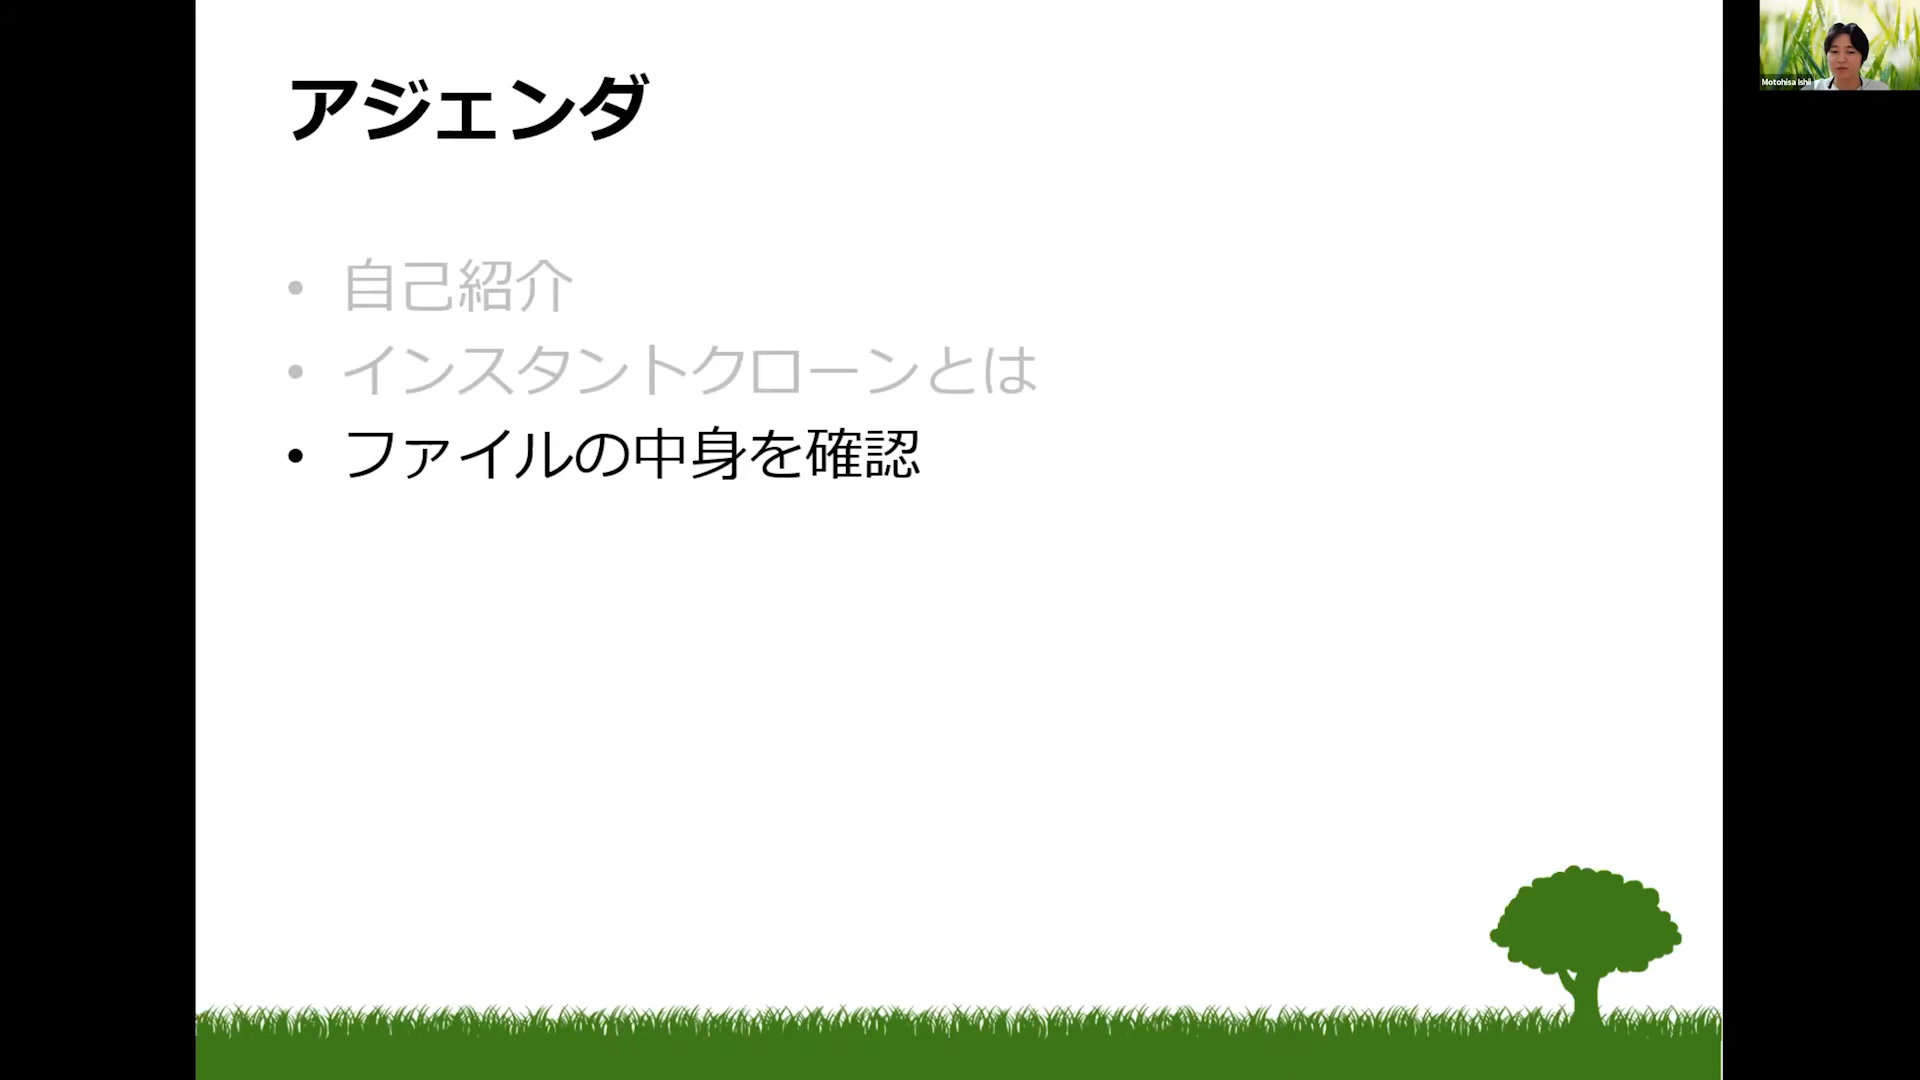 アジェンダ
• 自己紹介
• インスタントクローンとは
• ファイルの中身を確認
Motohisa Ishii